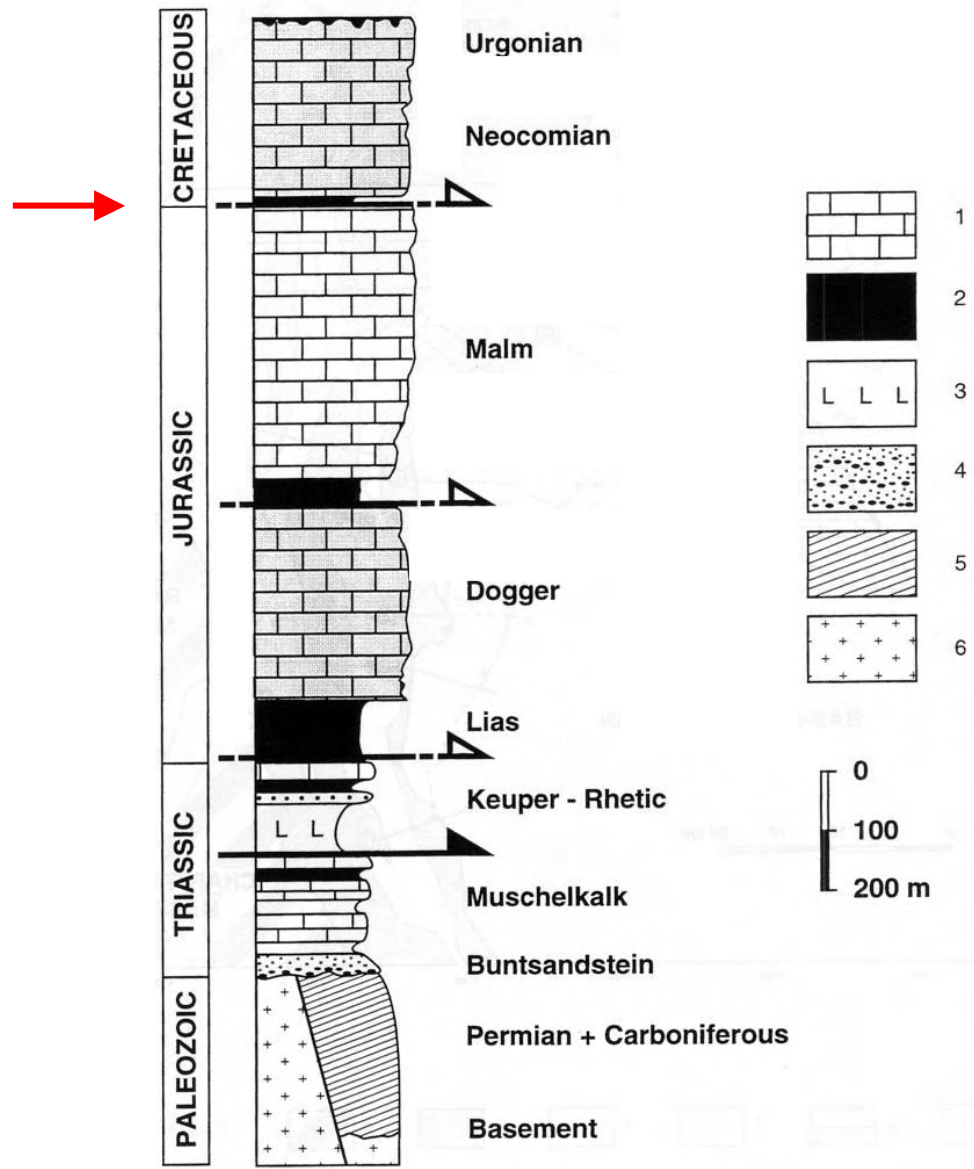 CRETACEOUS
JURASSIC
TRIASSIC
PALEOZOIC
Urgonian
Neocomian
Malm
Dogger
Lias
Keuper - Rhetic
Muschelkalk
Buntsandstein
Permian + Carboniferous
Basement
L L
1
2
L L L
3
4
5
6
0
100
200 m